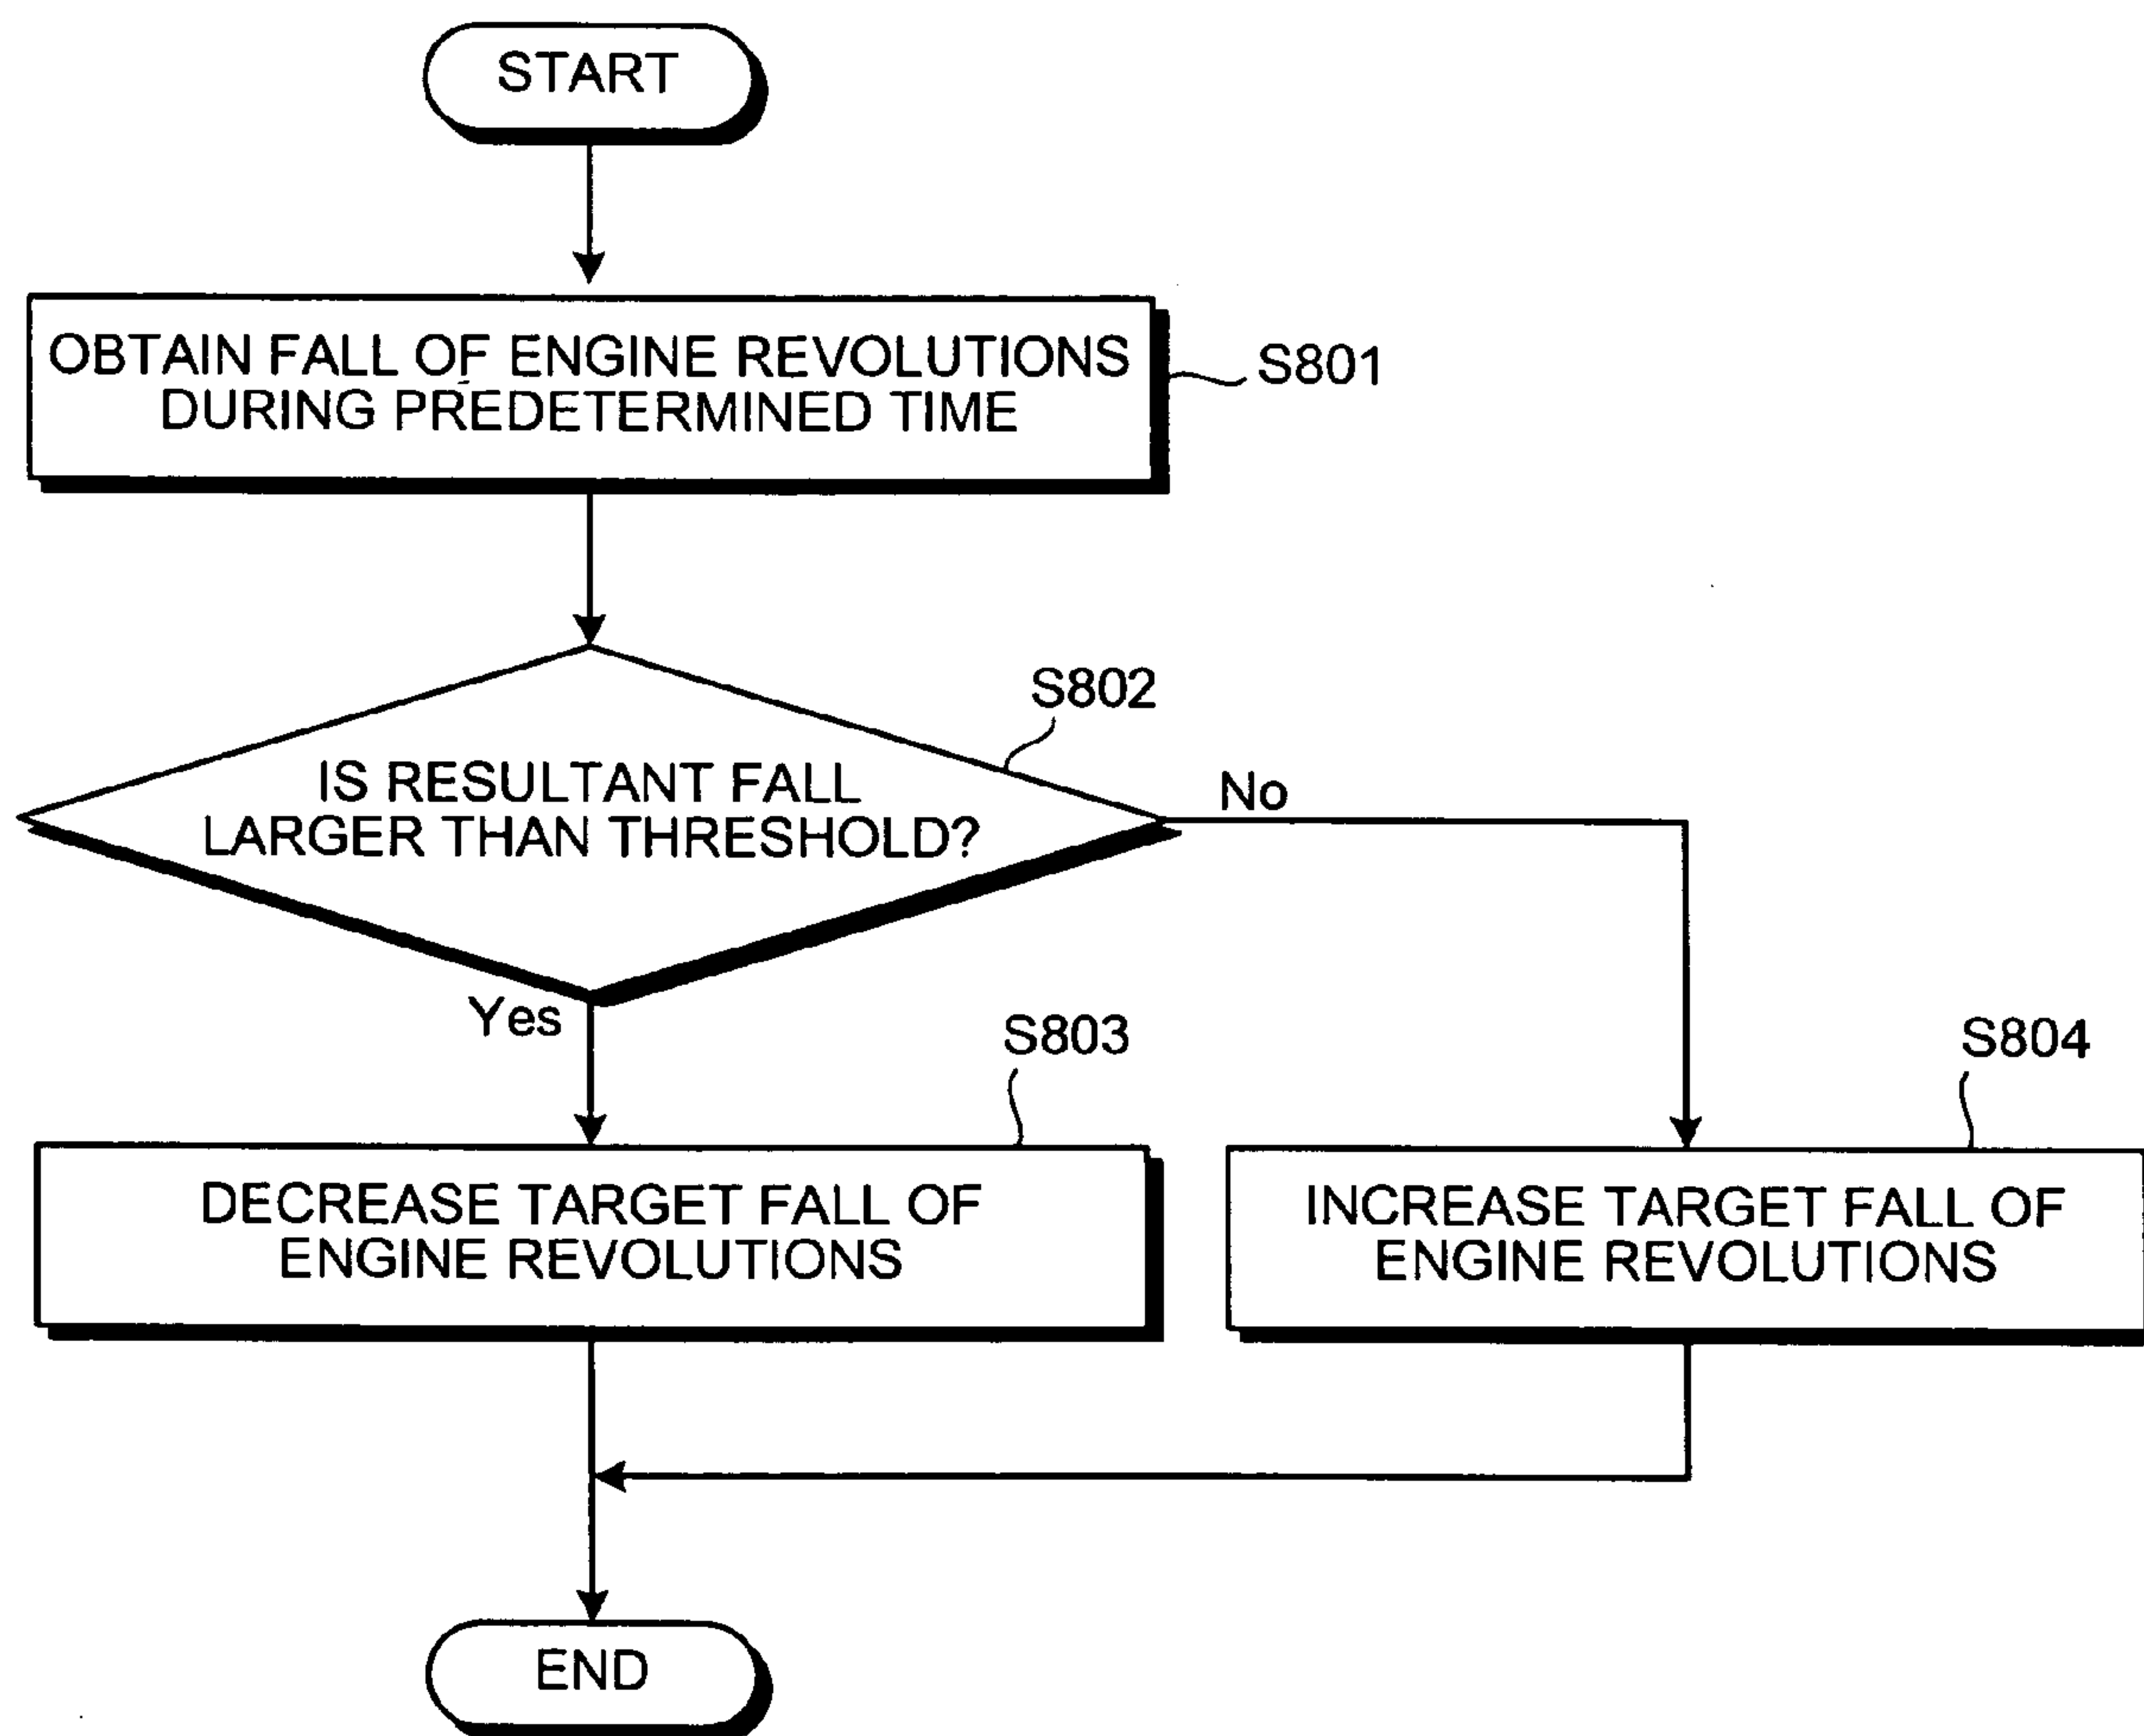 START
OBTAIN FALL OF ENGINE REVOLUTIONS
DURING PREDETERMINED TIME
S801
S802
IS RESULTANT FALL
LARGER THAN THRESHOLD?
No
Yes
S803
DECREASE TARGET FALL OF
ENGINE REVOLUTIONS
S804
INCREASE TARGET FALL OF
ENGINE REVOLUTIONS
END